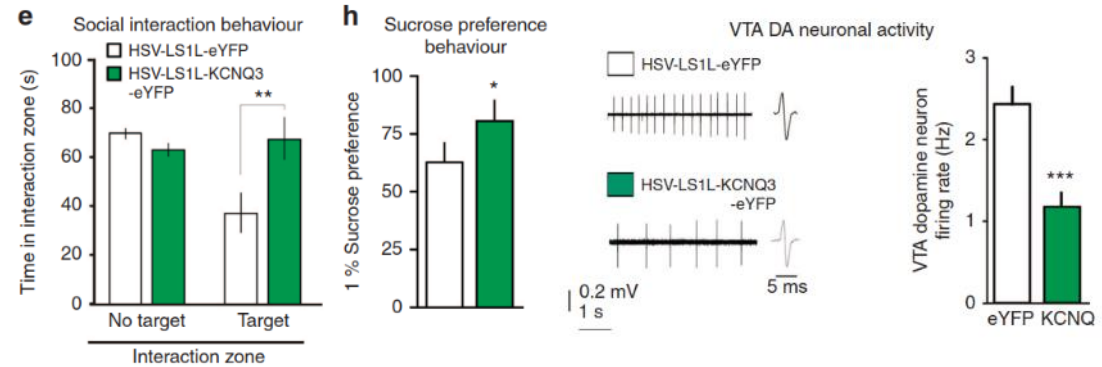 e
Social interaction behaviour
HSV-LS1L-eYFP
HSV-LS1L-KCNQ3
-eYFP
Time in interaction zone (s)
100
80
60
40
20
0
**
No target
Target
Interaction zone
h
Sucrose preference
behaviour
1 % Sucrose preference
100
75
50
25
0
*
VTA DA neuronal activity
HSV-LS1L-eYFP
HSV-LS1L-KCNQ3
-eYFP
0.2 mV
1 s
5 ms
VTA dopamine neuron
firing rate (Hz)
3
2
1
0
***
eYFP
KCNQ